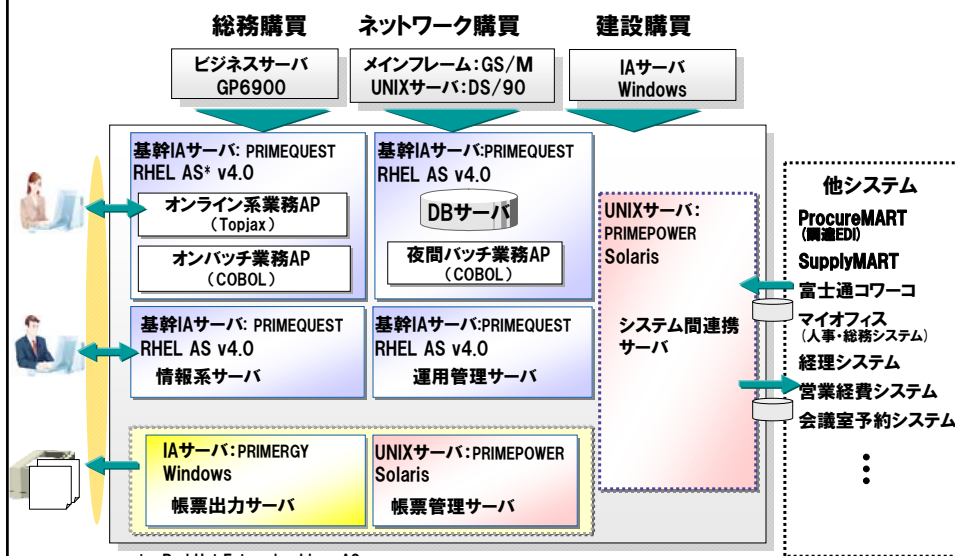 総務購買
ネットワーク購買
建設購買
ビジネスサーバ
GP6900
メインフレーム:GS/M
UNIXサーバ:DS/90
IAサーバ
Windows
基幹IAサーバ: PRIMEQUEST
RHEL AS* v4.0
オンライン系業務AP
(Topjax)
オンバッチ業務AP
(COBOL)
基幹IAサーバ:PRIMEQUEST
RHEL AS v4.0
DBサーバ
夜間バッチ業務AP
(COBOL)
UNIXサーバ:
PRIMEPOWER
Solaris
システム間連携
サーバ
基幹IAサーバ: PRIMEQUEST
RHEL AS v4.0
情報系サーバ
基幹IAサーバ: PRIMEQUEST
RHEL AS v4.0
運用管理サーバ
IAサーバ:PRIMERGY
Windows
帳票出力サーバ
UNIXサーバ:PRIMEPOWER
Solaris
帳票管理サーバ
他システム
ProcureMART
(調達EDI)
SupplyMART
富士通コワーコ
マイオフィス
(人事・総務システム)
経理システム
営業経費システム
会議室予約システム